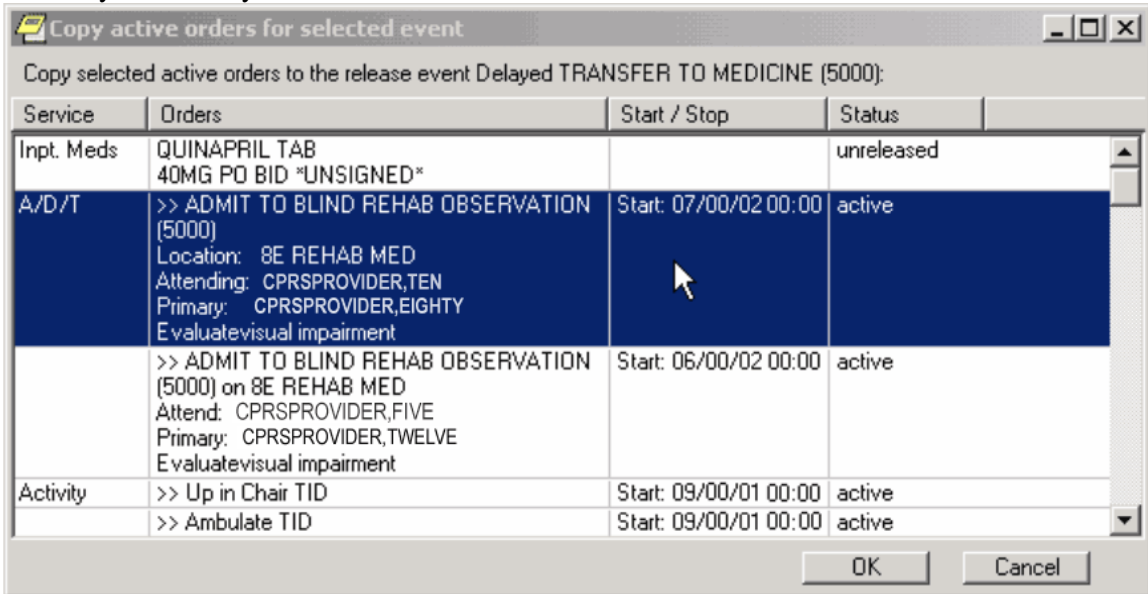 Copy active orders for selected event
Copy selected active orders to the release event Delayed TRANSFER TO MEDICINE (5000):
Service Orders Start / Stop Status
Inpt. Meds QUINAPRIL TAB unreleased
40MG PO BID *UNSIGNED*
A/D/T >> ADMIT TO BLIND REHAB OBSERVATION Start: 07/00/02 00:00 active
(5000)
Location: 8E REHAB MED
Attending: CPRSPROVIDER,TEN
Primary: CPRSPROVIDER,EIGHTY
Evaluatevisual impairment
>> ADMIT TO BLIND REHAB OBSERVATION Start: 06/00/02 00:00 active
(5000) on 8E REHAB MED
Attend: CPRSPROVIDER,FIVE
Primary: CPRSPROVIDER,TWELVE
Evaluatevisual impairment
Activity >> Up in Chair TID Start: 09/00/01 00:00 active
>> Ambulate TID Start: 09/00/01 00:00 active
OK Cancel